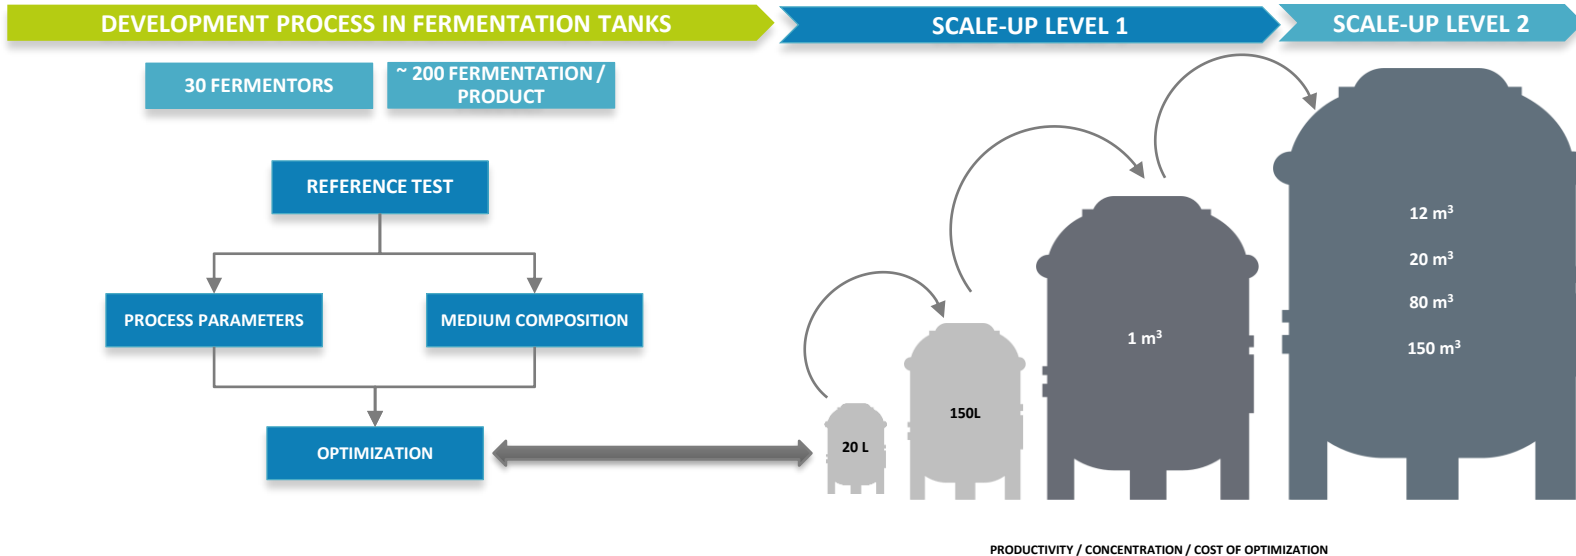 DEVELOPMENT PROCESS IN FERMENTATION TANKS
SCALE-UP LEVEL 1
SCALE-UP LEVEL 2
30 FERMENTORS
~ 200 FERMENTATION /
PRODUCT
REFERENCE TEST
PROCESS PARAMETERS
MEDIUM COMPOSITION
OPTIMIZATION
20 L
150L
1 m³
12 m³
20 m³
80 m³
150 m³
PRODUCTIVITY / CONCENTRATION / COST OF OPTIMIZATION